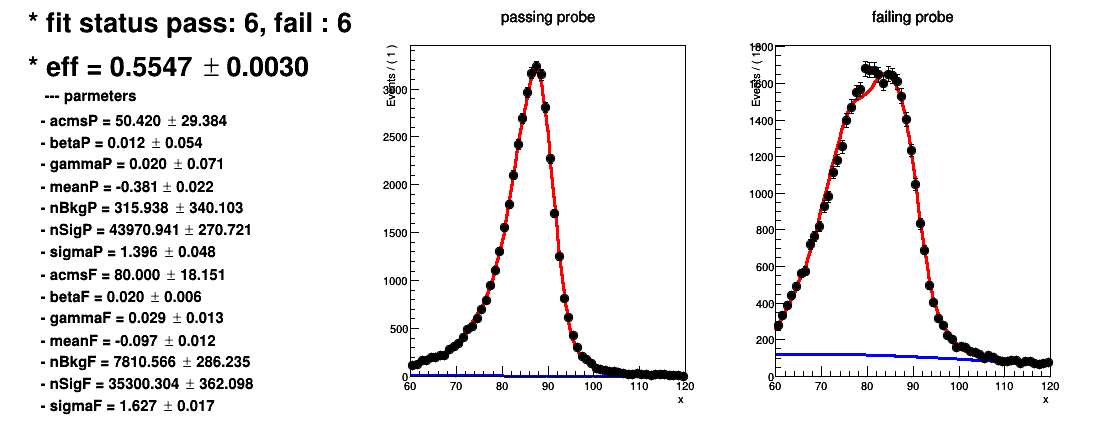 * fit status pass: 6, fail : 6
* eff = 0.5547 ± 0.0030
--- parmeters
- acmsP = 50.420 ± 29.384
- betaP = 0.012 ± 0.054
- gammaP = 0.020 ± 0.071
- meanP = -0.381 ± 0.022
- nBkgP = 315.938 ± 340.103
- nSigP = 43970.941 ± 270.721
- sigmaP = 1.396 ± 0.048
- acmsF = 80.000 ± 18.151
- betaF = 0.020 ± 0.006
- gammaF = 0.029 ± 0.013
- meanF = -0.097 ± 0.012
- nBkgF = 7810.566 ± 286.235
- nSigF = 35300.304 ± 362.098
- sigmaF = 1.627 ± 0.017
passing probe
Events / ( 1 )
3000
2500
2000
1500
1000
500
0
60 70 80 90 100 110 120
x
failing probe
Events / ( 1 )
1800
1600
1400
1200
1000
800
600
400
200
0
60 70 80 90 100 110 120
x